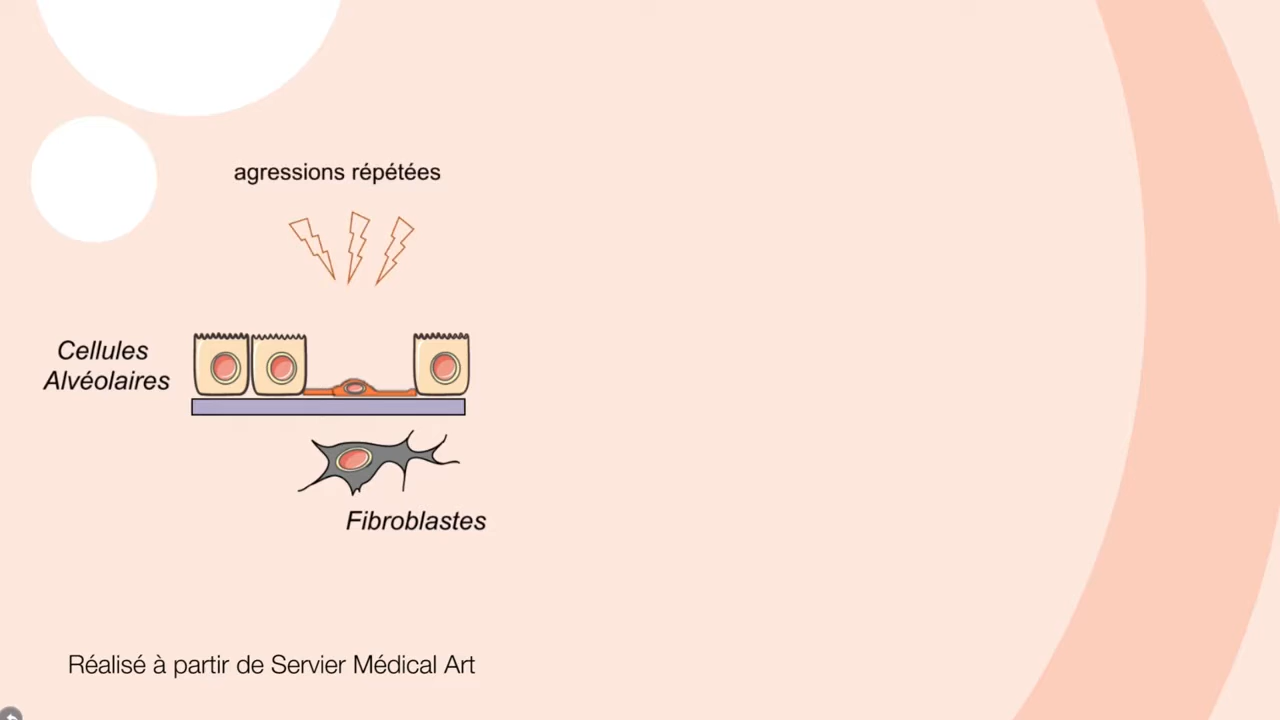 agressions répétées
Cellules
Alvéolaires
Fibroblastes
Réalisé à partir de Servier Médical Art